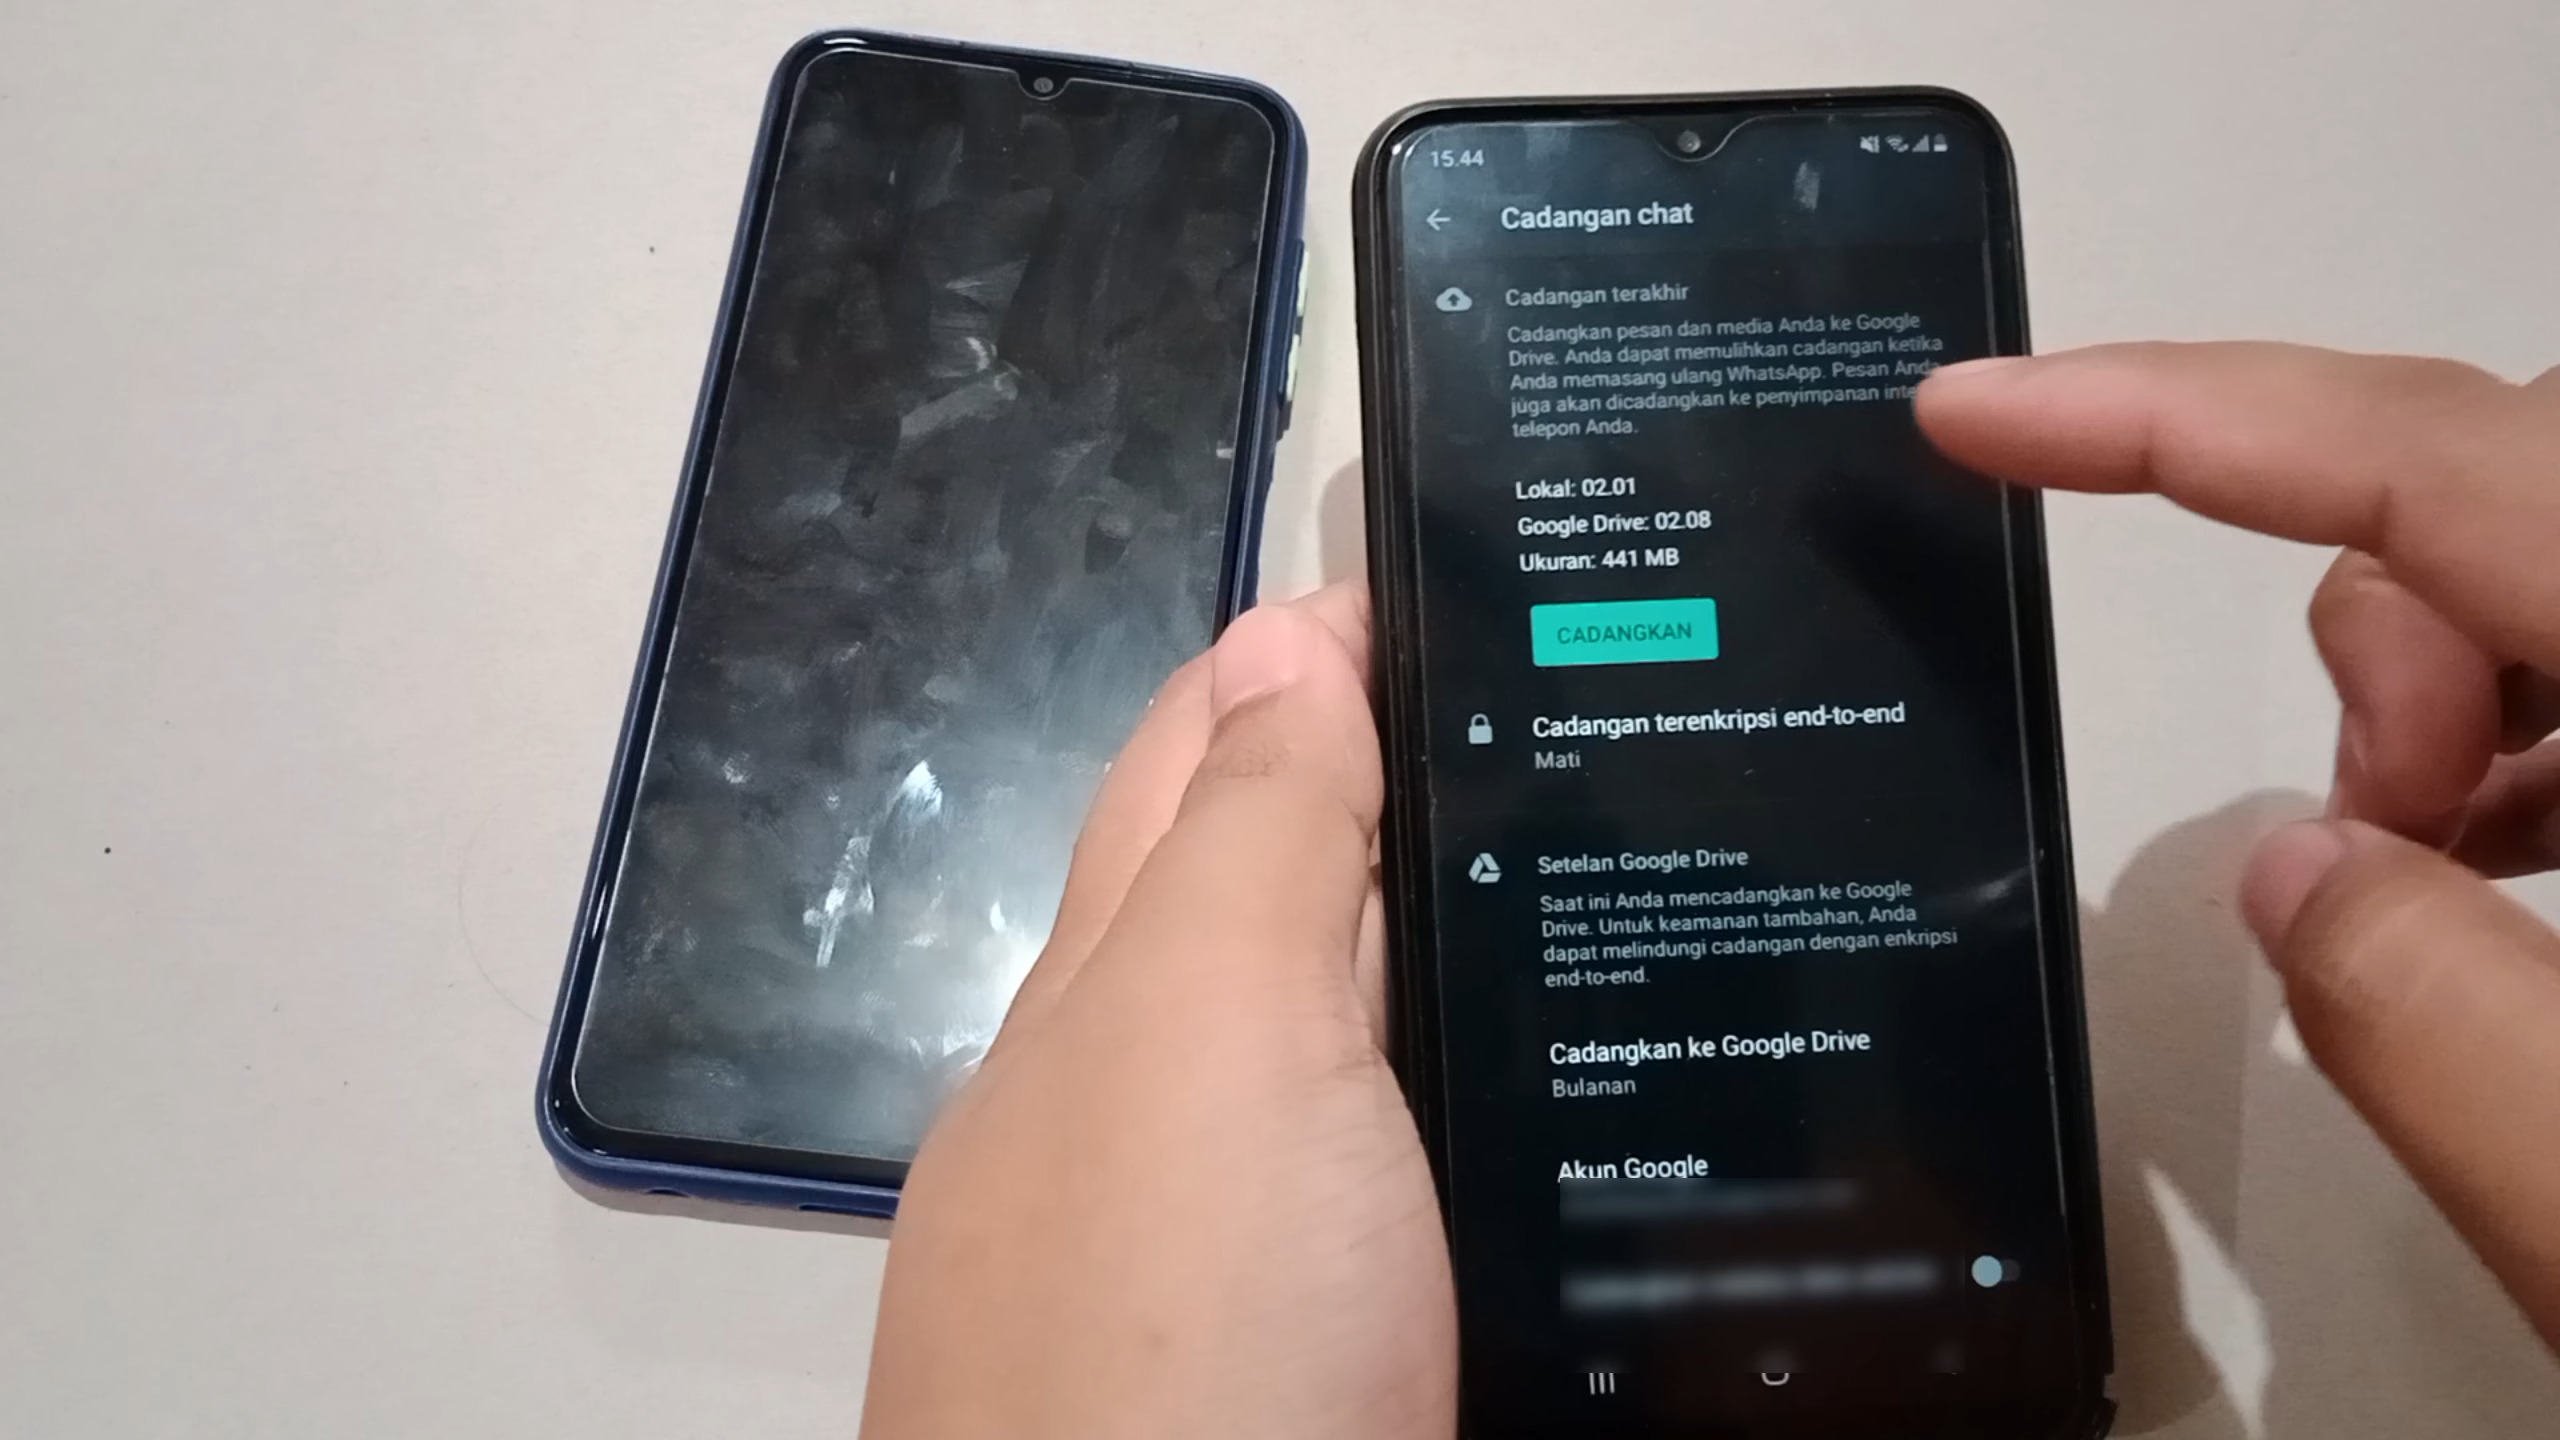 15.44
Cadangan chat
Cadangan terakhir
Cadangkan pesan dan media Anda ke Google
Drive. Anda dapat memulihkan cadangan ketika
Anda memasang ulang WhatsApp. Pesan Anda
juga akan dicadangkan ke penyimpanan inte
telepon Anda.
Lokal: 02.01
Google Drive: 02.08
Ukuran: 441 MB
CADANGKAN
Cadangan terenkripsi end-to-end
Mati
Setelan Google Drive
Saat ini Anda mencadangkan ke Google
Drive. Untuk keamanan tambahan, Anda
dapat melindungi cadangan dengan enkripsi
end-to-end.
Cadangkan ke Google Drive
Bulanan
Akun Google